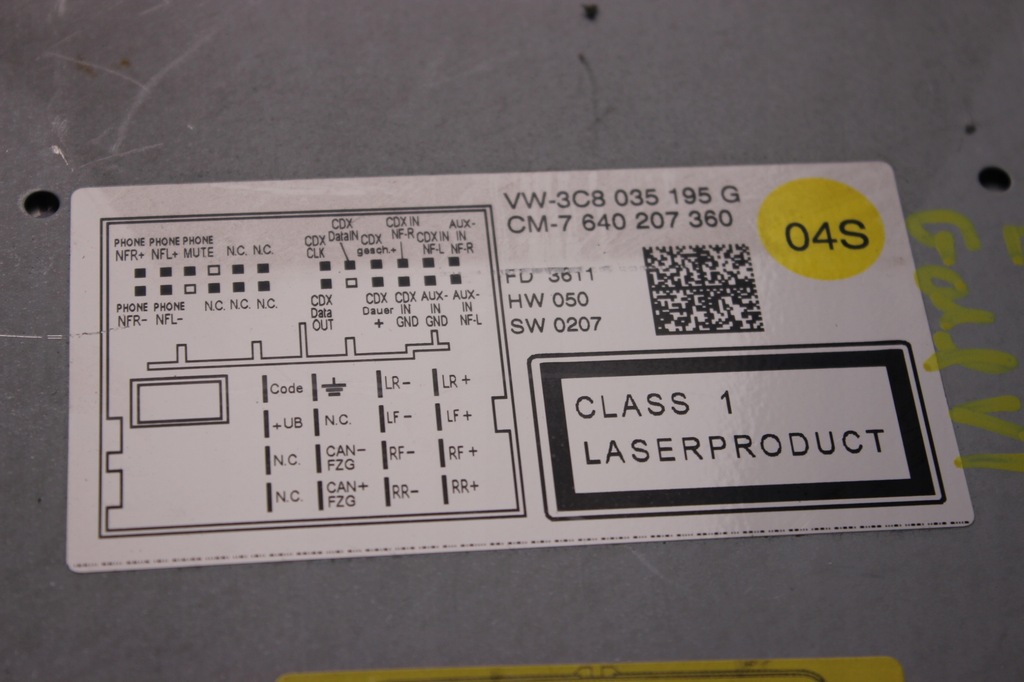 VW-3C8 035 195 G
CM-7 640 207 360
04S
FD 3611
HW 050
SW 0207
CLASS 1
LASERPRODUCT
PHONE NFR+
PHONE NFL+
PHONE MUTE
N.C. N.C.
PHONE NFR-
PHONE NFL-
N.C. N.C. N.C.
CDX CLK
CDX DataIN
CDX gesch.+
CDX IN NF-R
CDX IN NF-L
AUX-IN NF-R
CDX Data OUT
CDX Dauer +
CDX IN GND
AUX-IN GND
AUX-IN NF-L
Code LR- LR+
+UB N.C. LF- LF+
N.C. CAN- FZG RF- RF+
N.C. CAN+ FZG RR- RR+